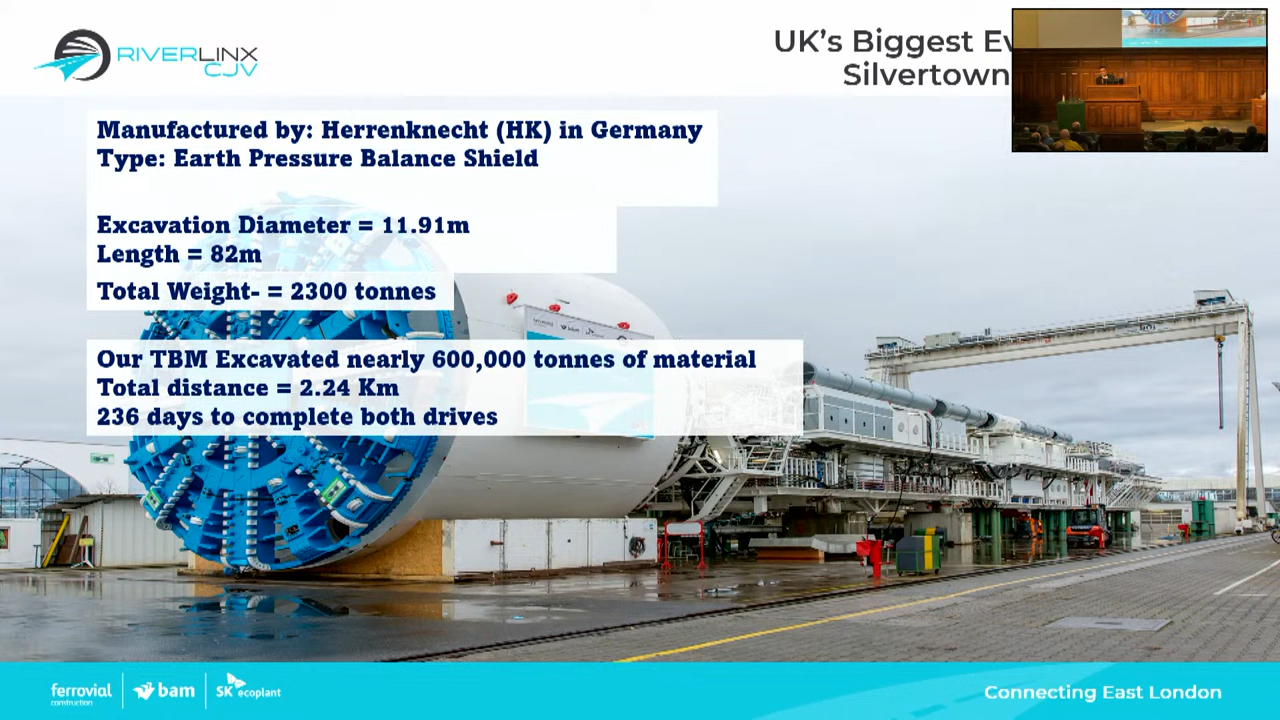 RIVERLINX
CJV
UK's Biggest
Silvertown
Manufactured by: Herrenknecht (HK) in Germany
Type: Earth Pressure Balance Shield
Excavation Diameter = 11.91m
Length = 82m
Total Weight- = 2300 tonnes
Our TBM Excavated nearly 600,000 tonnes of material
Total distance = 2.24 Km
236 days to complete both drives
ferrovial
construction
bam
SK ecoplant
Connecting East London